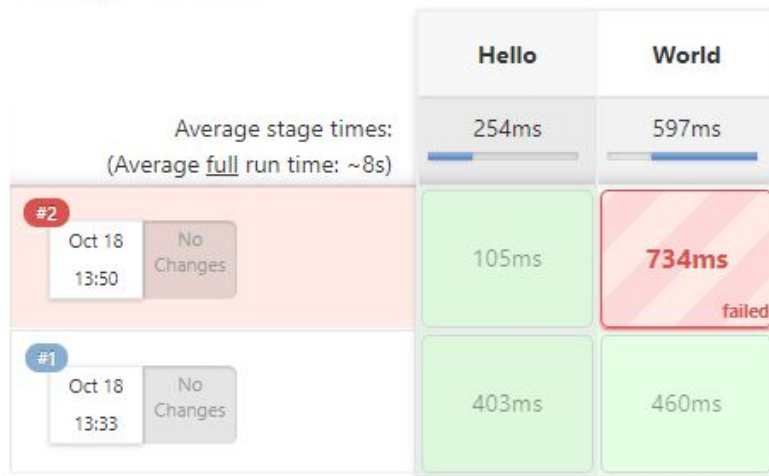 Hello World
Average stage times: 254ms 597ms
(Average full run time: ~8s)
#2
Oct 18 No
Changes
13:50
105ms 734ms
failed
#1
Oct 18 No
Changes
13:33
403ms 460ms